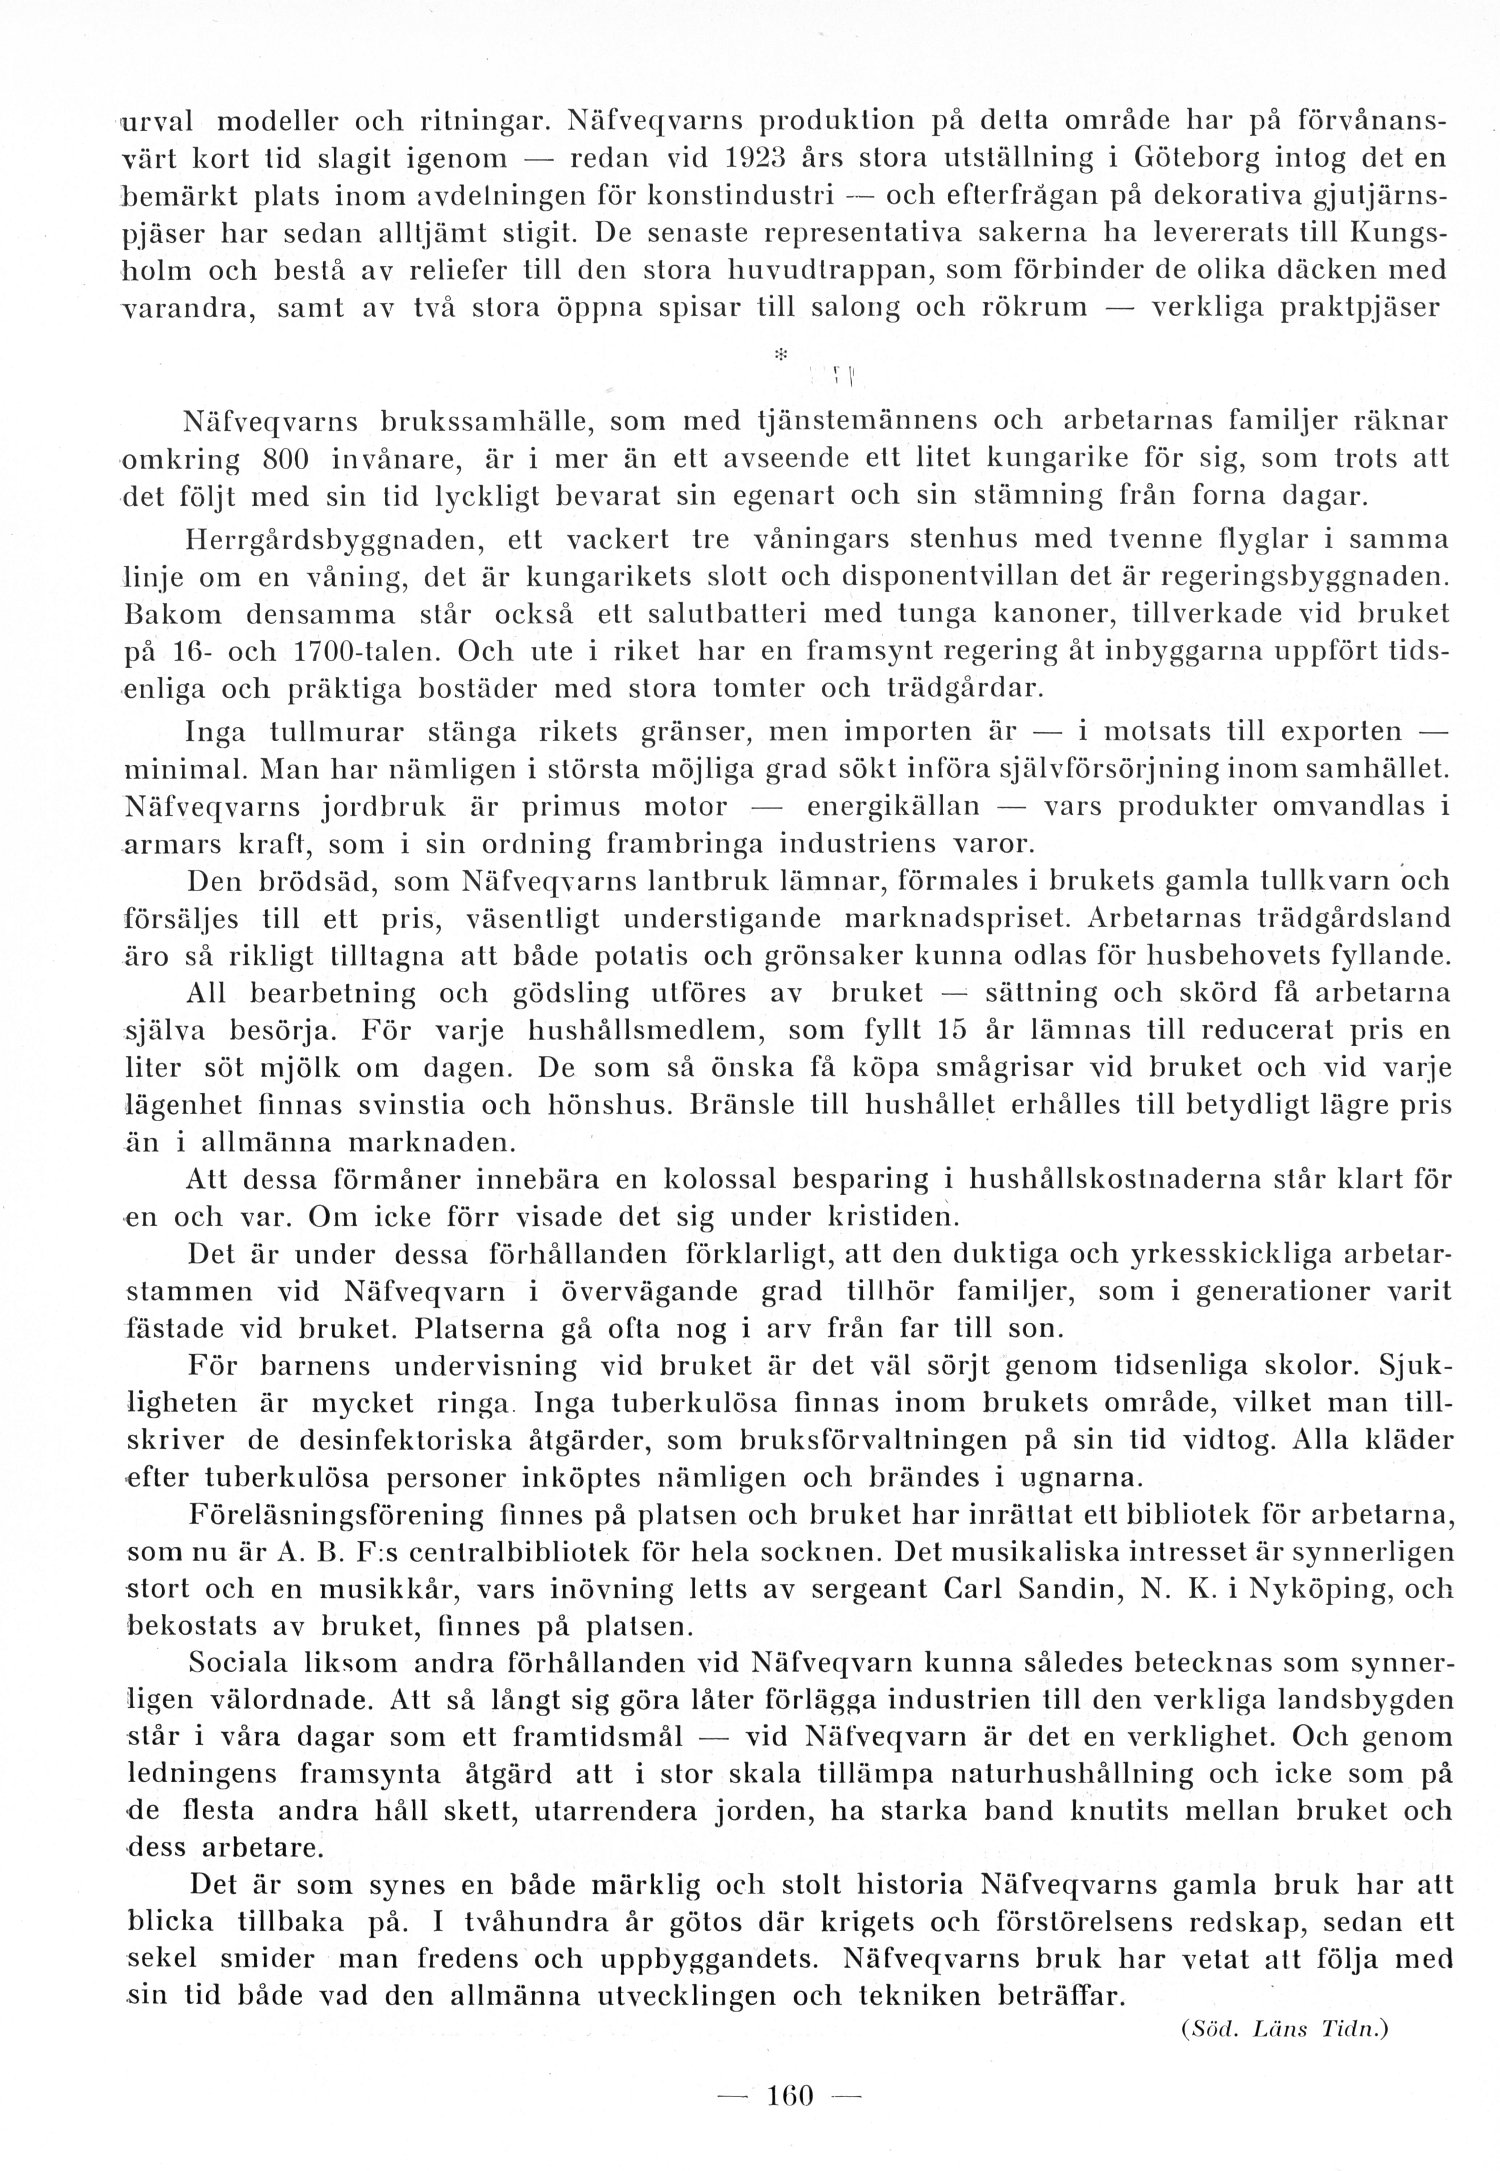 urval modeller och ritningar. Näfveqvarns produktion på detta område har på förvånans-
värt kort tid slagit igenom — redan vid 1923 års stora utställning i Göteborg intog det en
bemärkt plats inom avdelningen för konstindustri — och efterfrågan på dekorativa gjutjärns-
pjäser har sedan alltjämt stigit. De senaste representativa sakerna ha levererats till Kungs-
holm och bestå av reliefer till den stora huvudtrappan, som förbinder de olika däcken med
varandra, samt av två stora öppna spisar till salong och rökrum — verkliga praktpjäser
*
Näfveqvarns brukssamhälle, som med tjänstemännens och arbetarnas familjer räknar
omkring 800 invånare, är i mer än ett avseende ett litet kungarike för sig, som trots att
det följt med sin tid lyckligt bevarat sin egenart och sin stämning från forna dagar.
Herrgårdsbyggnaden, ett vackert tre våningars stenhus med tvenne flyglar i samma
linje om en våning, det är kungarikets slott och disponentvillan det är regeringsbyggnaden.
Bakom densamma står också ett salutbatteri med tunga kanoner, tillverkade vid bruket
på 16- och 1700-talen. Och ute i riket har en framsynt regering åt inbyggarna uppfört tids-
enliga och präktiga bostäder med stora tomter och trädgårdar.
Inga tullmurar stänga rikets gränser, men importen är — i motsats till exporten —
minimal. Man har nämligen i största möjliga grad sökt införa självförsörjning inom samhället.
Näfveqvarns jordbruk är primus motor — energikällan — vars produkter omvandlas i
armars kraft, som i sin ordning frambringa industriens varor.
Den brödsäd, som Näfveqvarns lantbruk lämnar, förmales i brukets gamla tullkvarn och
försäljes till ett pris, väsentligt understigande marknadspriset. Arbetarnas trädgårdsland
äro så rikligt tilltagna att både potatis och grönsaker kunna odlas för husbehovets fyllande.
All bearbetning och gödsling utföres av bruket — sättning och skörd få arbetarna
själva besörja. För varje hushållsmedlem, som fyllt 15 år lämnas till reducerat pris en
liter söt mjölk om dagen. De som så önska få köpa smågrisar vid bruket och vid varje
lägenhet finnas svinstia och hönshus. Bränsle till hushållet erhålles till betydligt lägre pris
än i allmänna marknaden.
Att dessa förmåner innebära en kolossal besparing i hushållskostnaderna står klart för
en och var. Om icke förr visade det sig under kristiden.
Det är under dessa förhållanden förklarligt, att den duktiga och yrkesskickliga arbetar-
stammen vid Näfveqvarn i övervägande grad tillhör familjer, som i generationer varit
fästade vid bruket. Platserna gå ofta nog i arv från far till son.
För barnens undervisning vid bruket är det väl sörjt genom tidsenliga skolor. Sjuk-
ligheten är mycket ringa. Inga tuberkulösa finnas inom brukets område, vilket man till-
skriver de desinfektoriska åtgärder, som bruksförvaltningen på sin tid vidtog. Alla kläder
efter tuberkulösa personer inköptes nämligen och brändes i ugnarna.
Föreläsningsförening finnes på platsen och bruket har inrättat ett bibliotek för arbetarna,
som nu är A. B. F:s centralbibliotek för hela socknen. Det musikaliska intresset är synnerligen
stort och en musikkår, vars inövning letts av sergeant Carl Sandin, N. K. i Nyköping, och
bekostats av bruket, finnes på platsen.
Sociala liksom andra förhållanden vid Näfveqvarn kunna således betecknas som synner-
ligen välordnade. Att så långt sig göra låter förlägga industrien till den verkliga landsbygden
står i våra dagar som ett framtidsmål — vid Näfveqvarn är det en verklighet. Och genom
ledningens framsynta åtgärd att i stor skala tillämpa naturhushållning och icke som på
de flesta andra håll skett, utarrendera jorden, ha starka band knutits mellan bruket och
dess arbetare.
Det är som synes en både märklig och stolt historia Näfveqvarns gamla bruk har att
blicka tillbaka på. I tvåhundra år götos där krigets och förstörelsens redskap, sedan ett
sekel smider man fredens och uppbyggandets. Näfveqvarns bruk har vetat att följa med
sin tid både vad den allmänna utvecklingen och tekniken beträffar.
(Söd. Läns Tidn.)
— 160 —